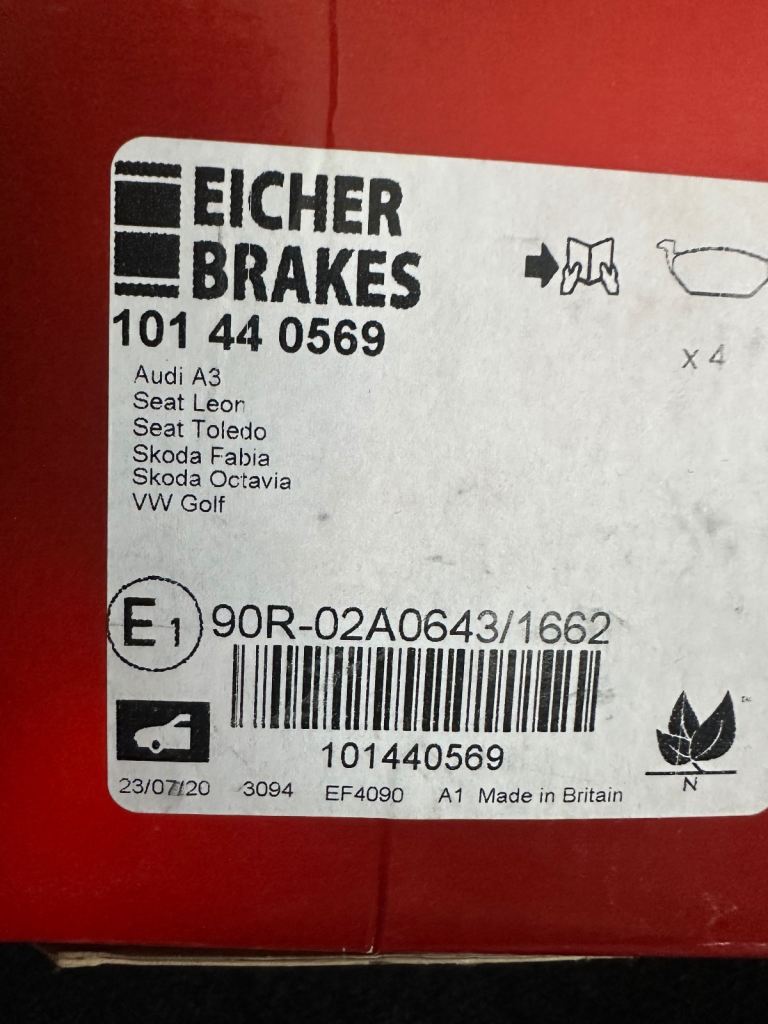 EICHER
BRAKES
101 44 0569
x 4
Audi A3
Seat Leon
Seat Toledo
Skoda Fabia
Skoda Octavia
VW Golf
E1 90R-02A0643/1662
101440569
N
23/07/20 3094 EF4090 A1 Made in Britain